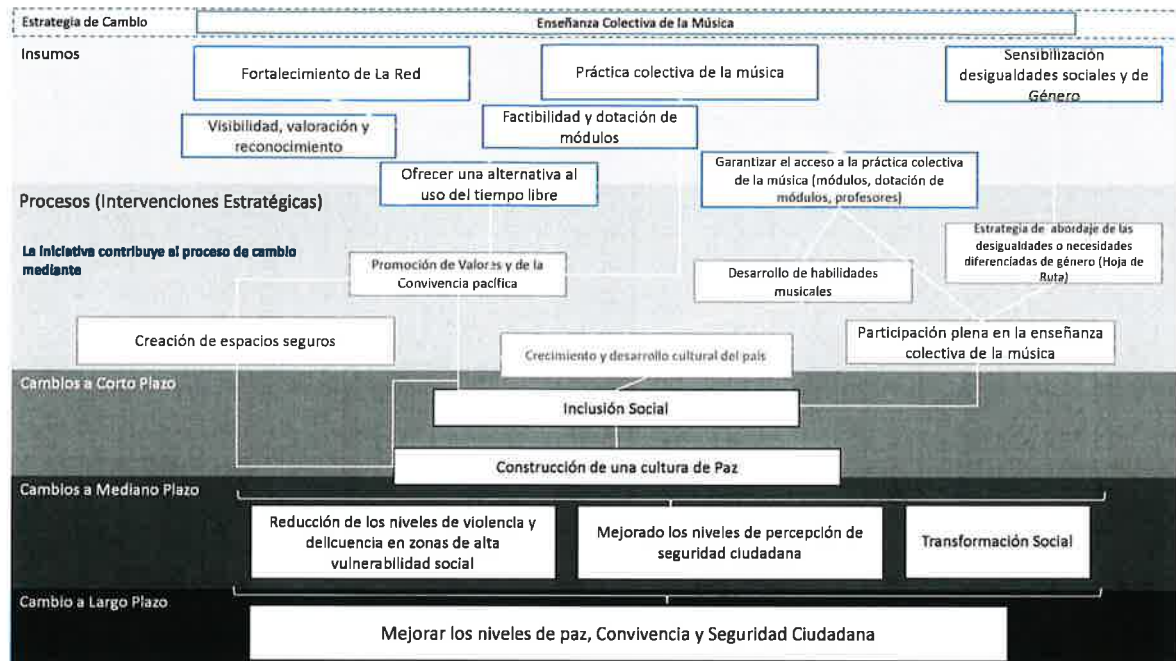 Estrategia de Cambio
Enseñanza Colectiva de la Música
Insumos
Fortalecimiento de La Red
Práctica colectiva de la música
Sensibilización
desigualdades sociales y de
Género
Visibilidad, valoración y
reconocimiento
Factibilidad y dotación de
módulos
Ofrecer una alternativa al
uso del tiempo libre
Garantizar el acceso a la práctica colectiva
de la música (módulos, dotación de
módulos, profesores)
Procesos (Intervenciones Estratégicas)
La iniciativa contribuye al proceso de cambio
mediante
Promoción de Valores y de la
Convivencia pacífica
Desarrollo de habilidades
musicales
Estrategia de abordaje de las
desigualdades o necesidades
diferenciadas de género (Hoja de
Ruta)
Creación de espacios seguros
Crecimiento y desarrollo cultural del país
Participación plena en la enseñanza
colectiva de la música
Cambios a Corto Plazo
Inclusión Social
Construcción de una cultura de Paz
Cambios a Mediano Plazo
Reducción de los niveles de violencia y
delicuencia en zonas de alta
vulnerabilidad social
Mejorado los niveles de percepción de
seguridad ciudadana
Transformación Social
Cambio a Largo Plazo
Mejorar los niveles de paz, Convivencia y Seguridad Ciudadana